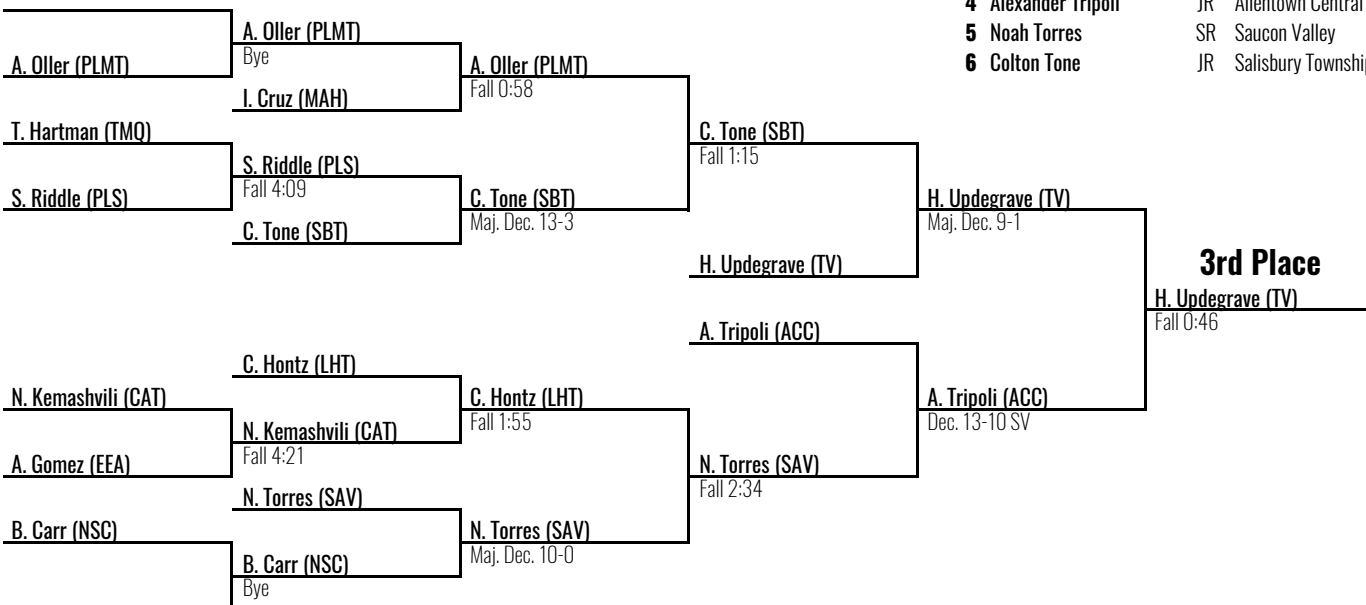 4 Alexander Tripoli JR Allentown Central
5 Noah Torres SR Saucon Valley
6 Colton Tone JR Salisbury Township
A. Oller (PLMT)
Bye
A. Oller (PLMT)
A. Oller (PLMT)
Fall 0:58
I. Cruz (MAH)
T. Hartman (TMQ)
C. Tone (SBT)
Fall 1:15
S. Riddle (PLS)
Fall 4:09
S. Riddle (PLS)
C. Tone (SBT)
Maj. Dec. 13-3
H. Updegrave (TV)
Maj. Dec. 9-1
C. Tone (SBT)
H. Updegrave (TV)
3rd Place
H. Updegrave (TV)
Fall 0:46
A. Tripoli (ACC)
C. Hontz (LHT)
N. Kemashvili (CAT)
C. Hontz (LHT)
Fall 1:55
A. Tripoli (ACC)
Dec. 13-10 SV
N. Kemashvili (CAT)
Fall 4:21
A. Gomez (EEA)
N. Torres (SAV)
Fall 2:34
N. Torres (SAV)
B. Carr (NSC)
N. Torres (SAV)
Maj. Dec. 10-0
B. Carr (NSC)
Bye